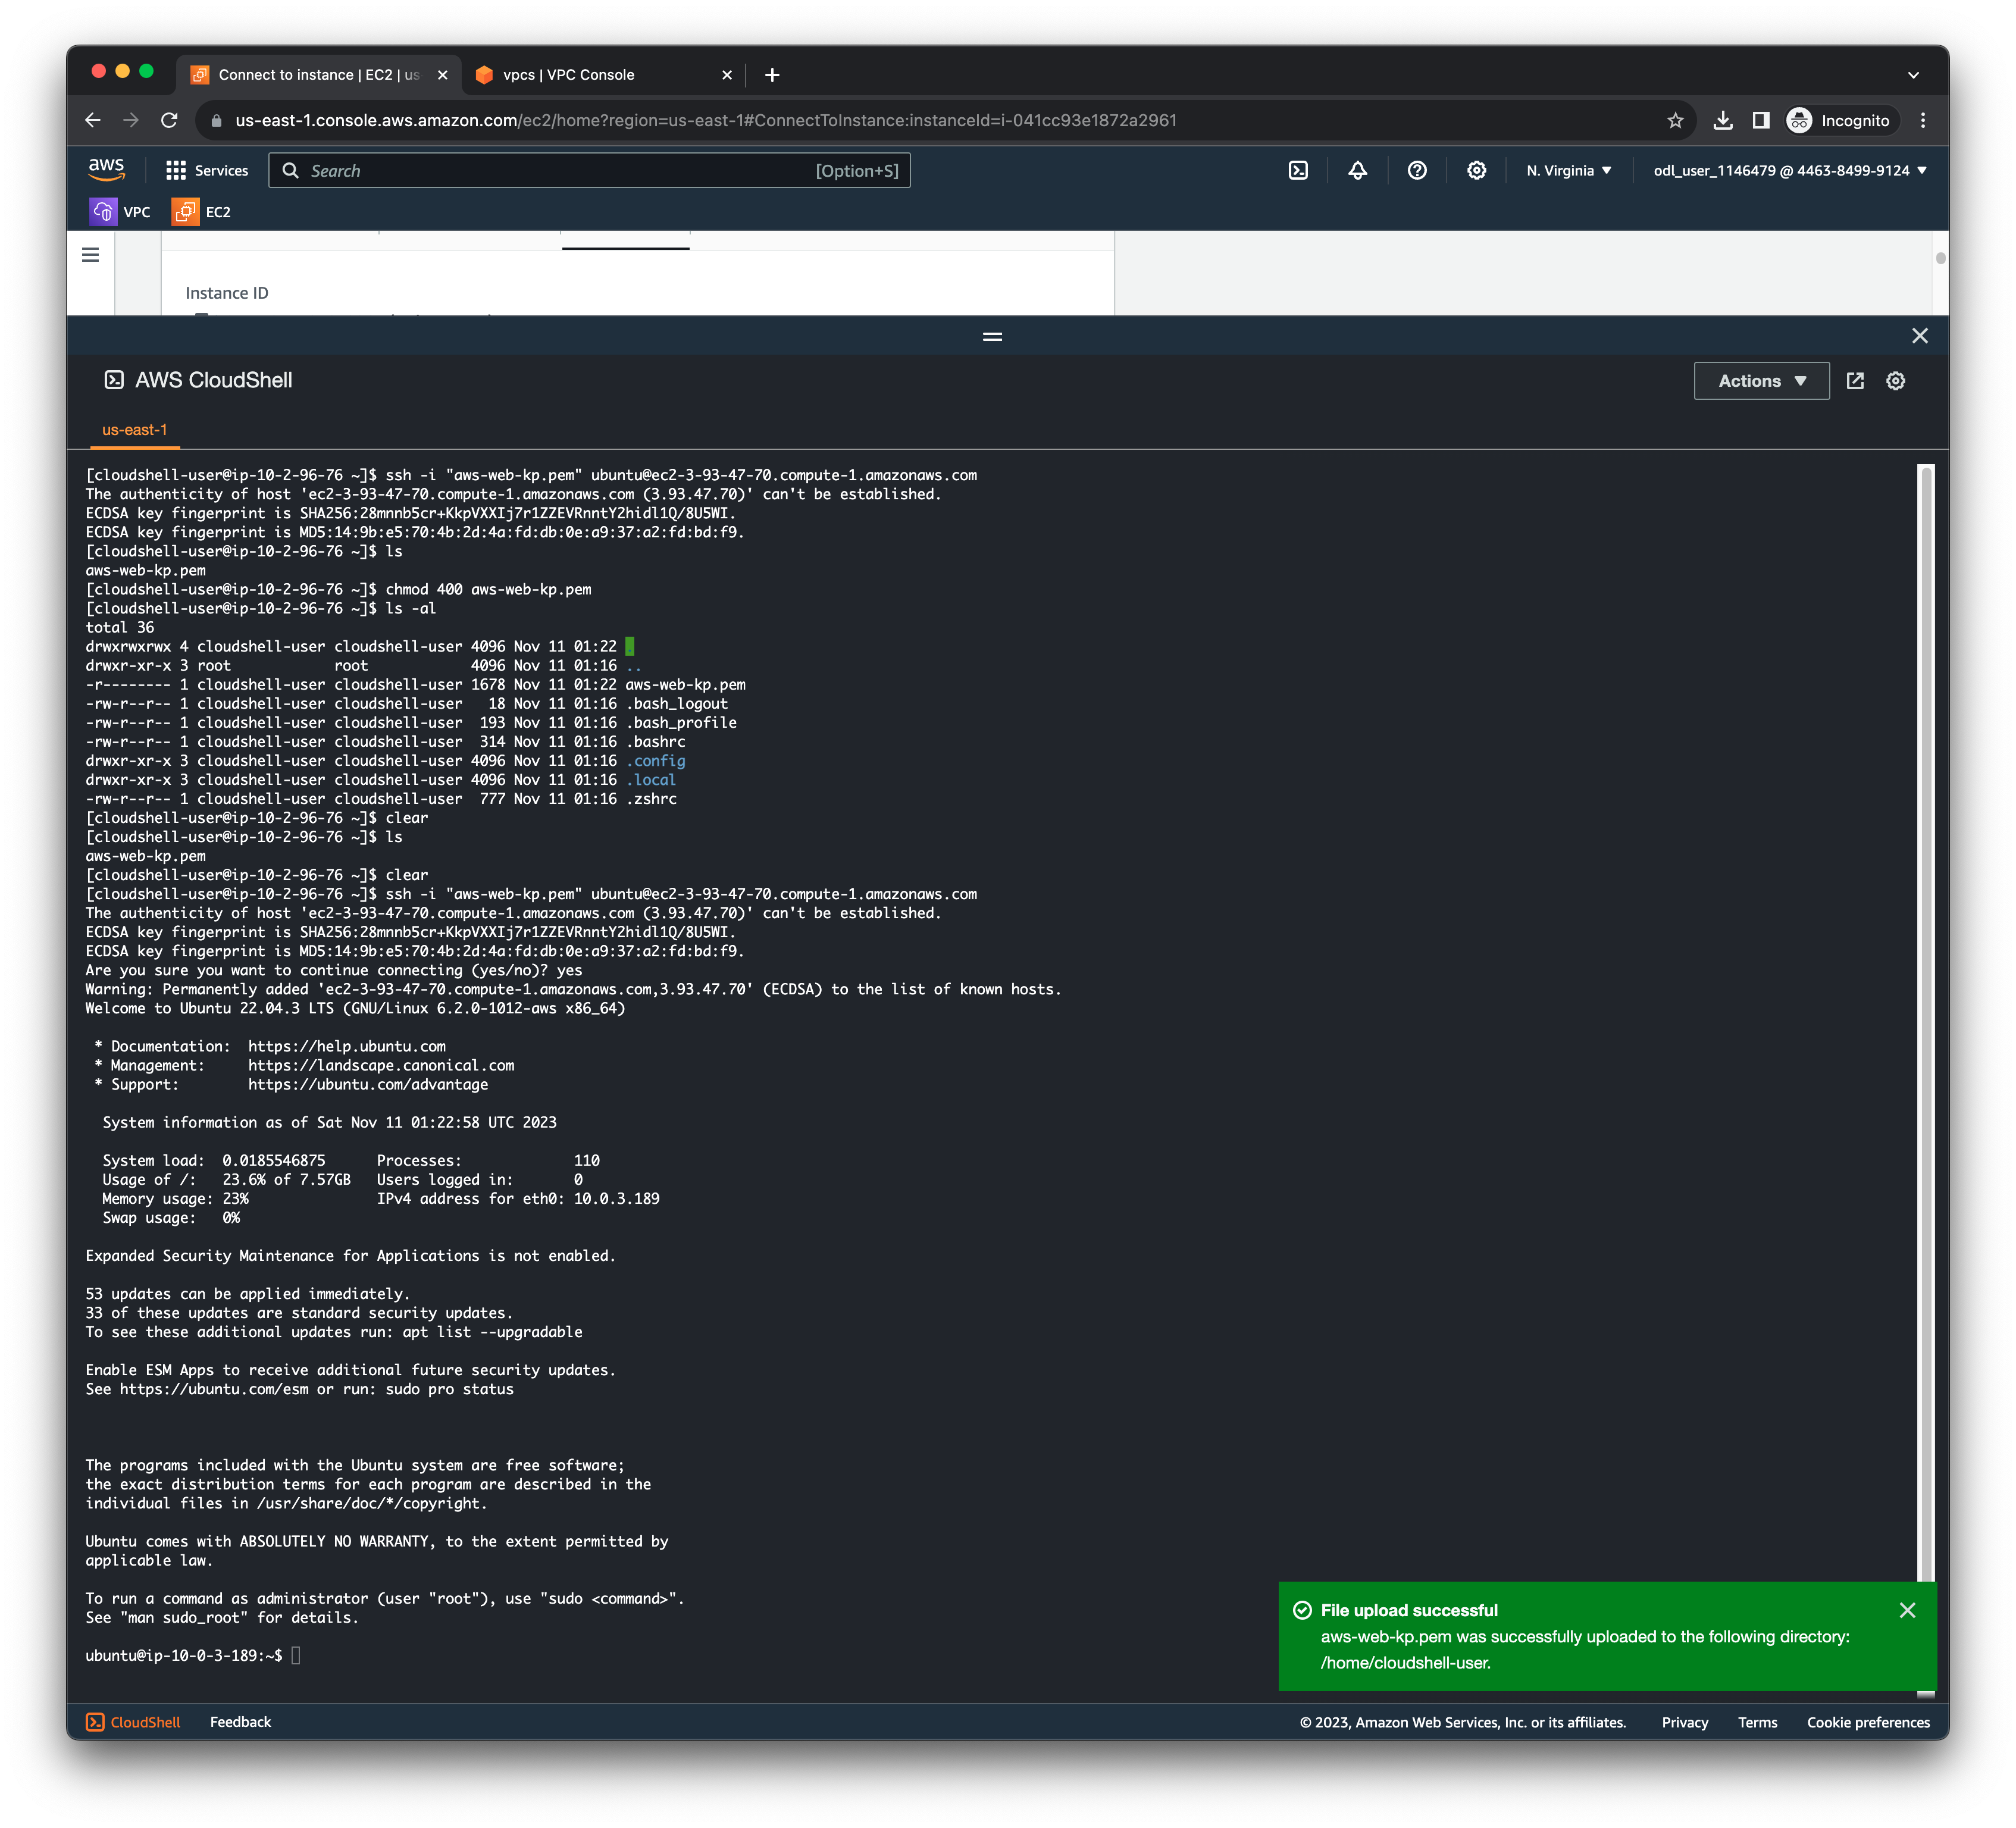 Connect to instance | EC2 | us
vpcs | VPC Console
us-east-1.console.aws.amazon.com/ec2/home?region=us-east-1#ConnectToInstance:instanceId=i-041cc93e1872a2961
Incognito
aws
Services
Search
[Option+S]
N. Virginia
odl_user_1146479 @ 4463-8499-9124
VPC
EC2
Instance ID
AWS CloudShell
Actions
us-east-1
[cloudshell-user@ip-10-2-96-76 ~]$ ssh -i "aws-web-kp.pem" ubuntu@ec2-3-93-47-70.compute-1.amazonaws.com
The authenticity of host 'ec2-3-93-47-70.compute-1.amazonaws.com (3.93.47.70)' can't be established.
ECDSA key fingerprint is SHA256:28mnnb5cr+KkpVXXIj7r1ZZEVRnntY2hidl1Q/8U5WI.
ECDSA key fingerprint is MD5:14:9b:e5:70:4b:2d:4a:fd:db:0e:a9:37:a2:fd:bd:f9.
[cloudshell-user@ip-10-2-96-76 ~]$ ls
aws-web-kp.pem
[cloudshell-user@ip-10-2-96-76 ~]$ chmod 400 aws-web-kp.pem
[cloudshell-user@ip-10-2-96-76 ~]$ ls -al
total 36
drwxrwxrwx 4 cloudshell-user cloudshell-user 4096 Nov 11 01:22 .
drwxr-xr-x 3 root            root            4096 Nov 11 01:16 ..
-r-------- 1 cloudshell-user cloudshell-user 1678 Nov 11 01:22 aws-web-kp.pem
-rw-r--r-- 1 cloudshell-user cloudshell-user   18 Nov 11 01:16 .bash_logout
-rw-r--r-- 1 cloudshell-user cloudshell-user  193 Nov 11 01:16 .bash_profile
-rw-r--r-- 1 cloudshell-user cloudshell-user  314 Nov 11 01:16 .bashrc
drwxr-xr-x 3 cloudshell-user cloudshell-user 4096 Nov 11 01:16 .config
drwxr-xr-x 3 cloudshell-user cloudshell-user 4096 Nov 11 01:16 .local
-rw-r--r-- 1 cloudshell-user cloudshell-user  777 Nov 11 01:16 .zshrc
[cloudshell-user@ip-10-2-96-76 ~]$ clear
[cloudshell-user@ip-10-2-96-76 ~]$ ls
aws-web-kp.pem
[cloudshell-user@ip-10-2-96-76 ~]$ clear
[cloudshell-user@ip-10-2-96-76 ~]$ ssh -i "aws-web-kp.pem" ubuntu@ec2-3-93-47-70.compute-1.amazonaws.com
The authenticity of host 'ec2-3-93-47-70.compute-1.amazonaws.com (3.93.47.70)' can't be established.
ECDSA key fingerprint is SHA256:28mnnb5cr+KkpVXXIj7r1ZZEVRnntY2hidl1Q/8U5WI.
ECDSA key fingerprint is MD5:14:9b:e5:70:4b:2d:4a:fd:db:0e:a9:37:a2:fd:bd:f9.
Are you sure you want to continue connecting (yes/no)? yes
Warning: Permanently added 'ec2-3-93-47-70.compute-1.amazonaws.com,3.93.47.70' (ECDSA) to the list of known hosts.
Welcome to Ubuntu 22.04.3 LTS (GNU/Linux 6.2.0-1012-aws x86_64)
* Documentation:  https://help.ubuntu.com
* Management:     https://landscape.canonical.com
* Support:        https://ubuntu.com/advantage
System information as of Sat Nov 11 01:22:58 UTC 2023
System load:  0.0185546875      Processes:             110
Usage of /:   23.6% of 7.57GB   Users logged in:       0
Memory usage: 23%               IPv4 address for eth0: 10.0.3.189
Swap usage:   0%
Expanded Security Maintenance for Applications is not enabled.
53 updates can be applied immediately.
33 of these updates are standard security updates.
To see these additional updates run: apt list --upgradable
Enable ESM Apps to receive additional future security updates.
See https://ubuntu.com/esm or run: sudo pro status
The programs included with the Ubuntu system are free software;
the exact distribution terms for each program are described in the
individual files in /usr/share/doc/*/copyright.
Ubuntu comes with ABSOLUTELY NO WARRANTY, to the extent permitted by
applicable law.
To run a command as administrator (user "root"), use "sudo <command>".
See "man sudo_root" for details.
ubuntu@ip-10-0-3-189:~$
File upload successful
aws-web-kp.pem was successfully uploaded to the following directory:
/home/cloudshell-user.
CloudShell
Feedback
© 2023, Amazon Web Services, Inc. or its affiliates.
Privacy
Terms
Cookie preferences